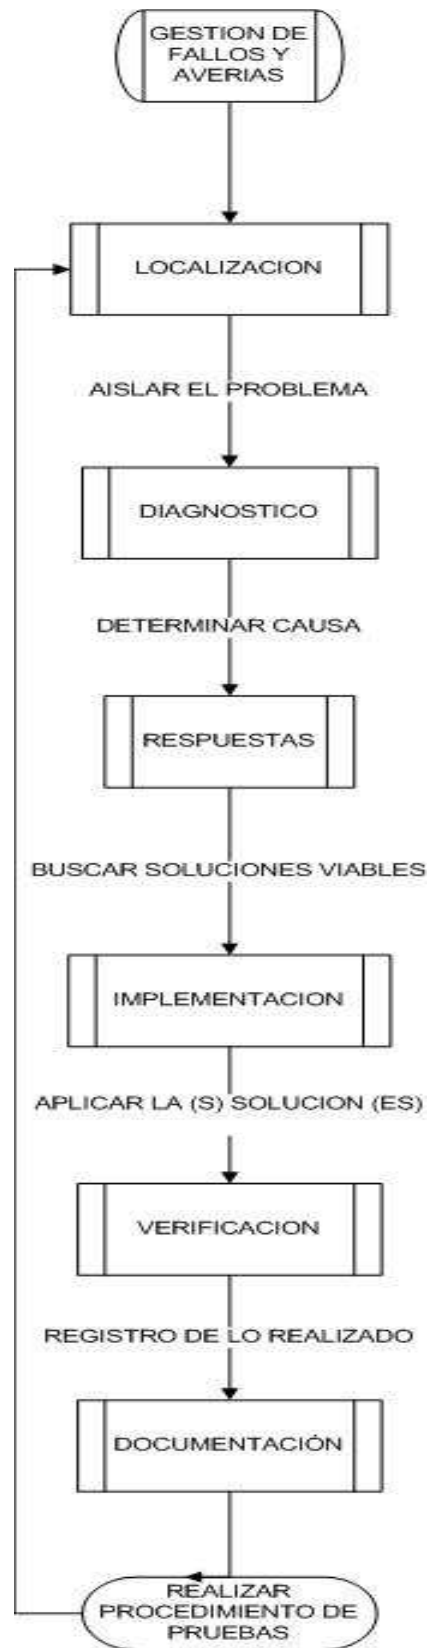 GESTION DE
FALLOS Y
AVERIAS
LOCALIZACION
AISLAR EL PROBLEMA
DIAGNOSTICO
DETERMINAR CAUSA
RESPUESTAS
BUSCAR SOLUCIONES VIABLES
IMPLEMENTACION
APLICAR LA (S) SOLUCION (ES)
VERIFICACION
REGISTRO DE LO REALIZADO
DOCUMENTACIÓN
REALIZAR
PROCEDIMIENTO DE
PRUEBAS